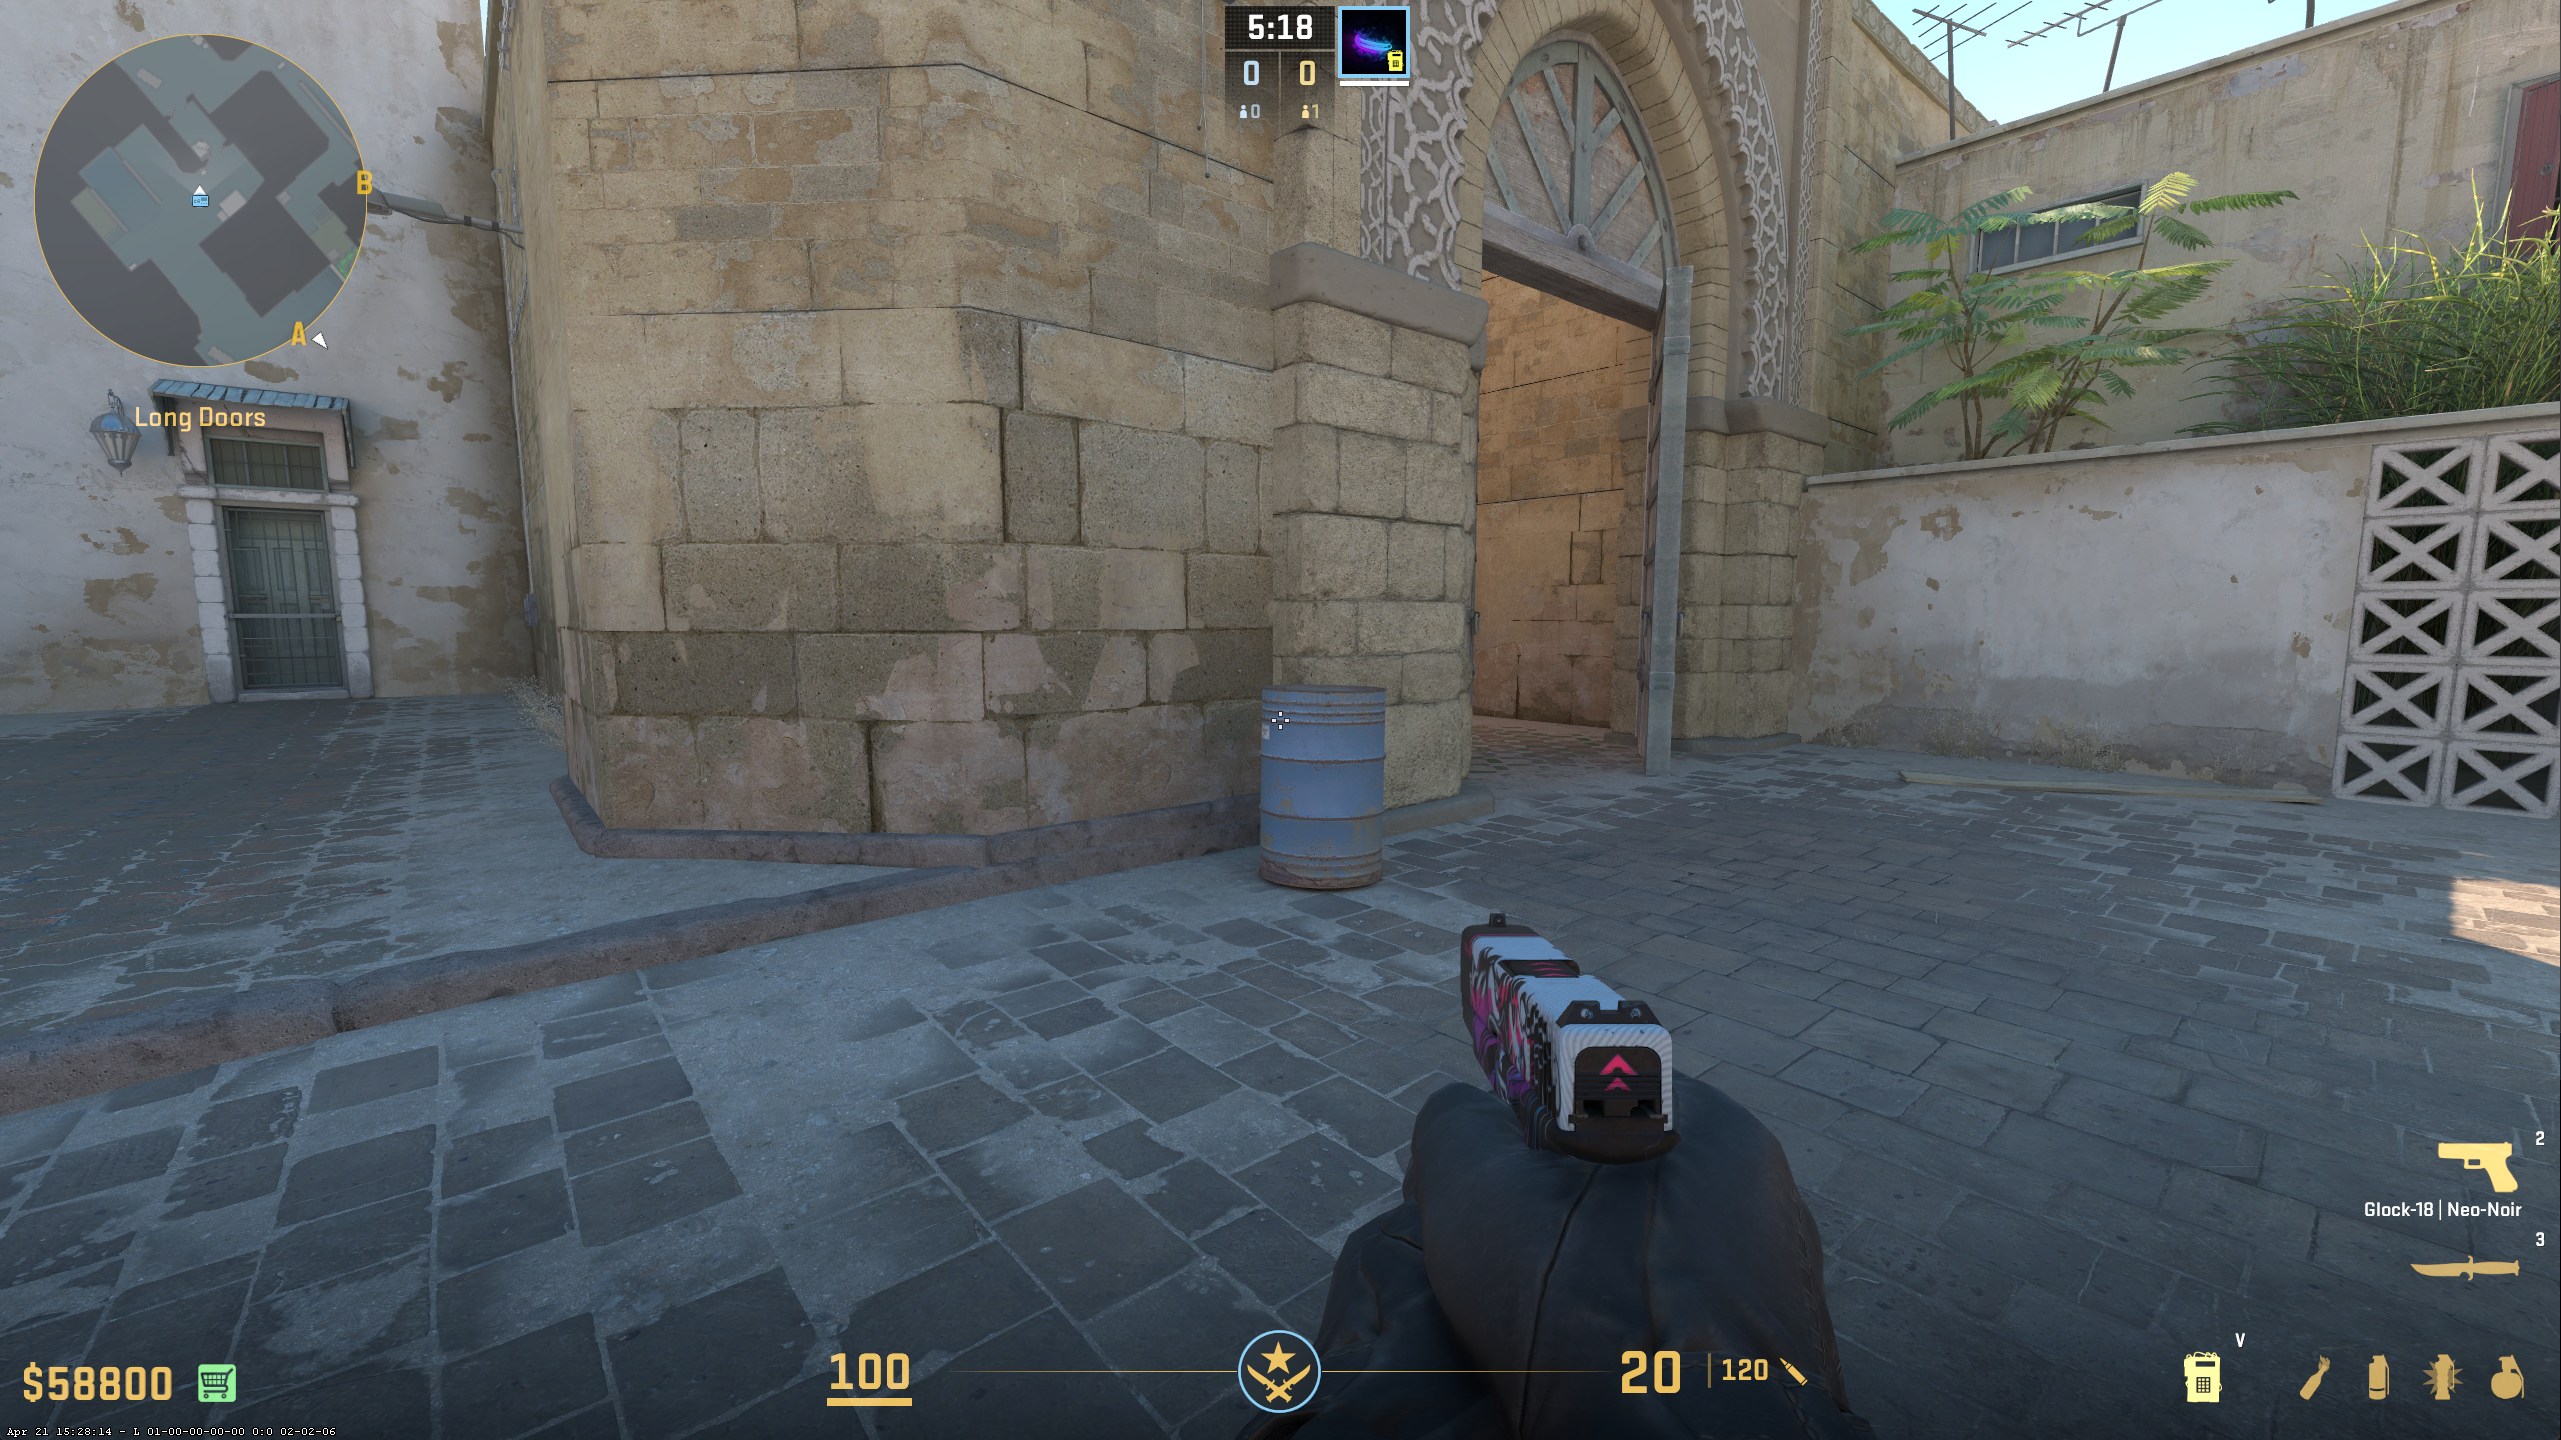 5:18
0 0
0 1
B
A
Long Doors
2
Glock-18 | Neo-Noir
3
V
$58800
100
20 | 120
Apr 21 15:28:14 - L 01-00-00-00-00 0:0 02-02-06